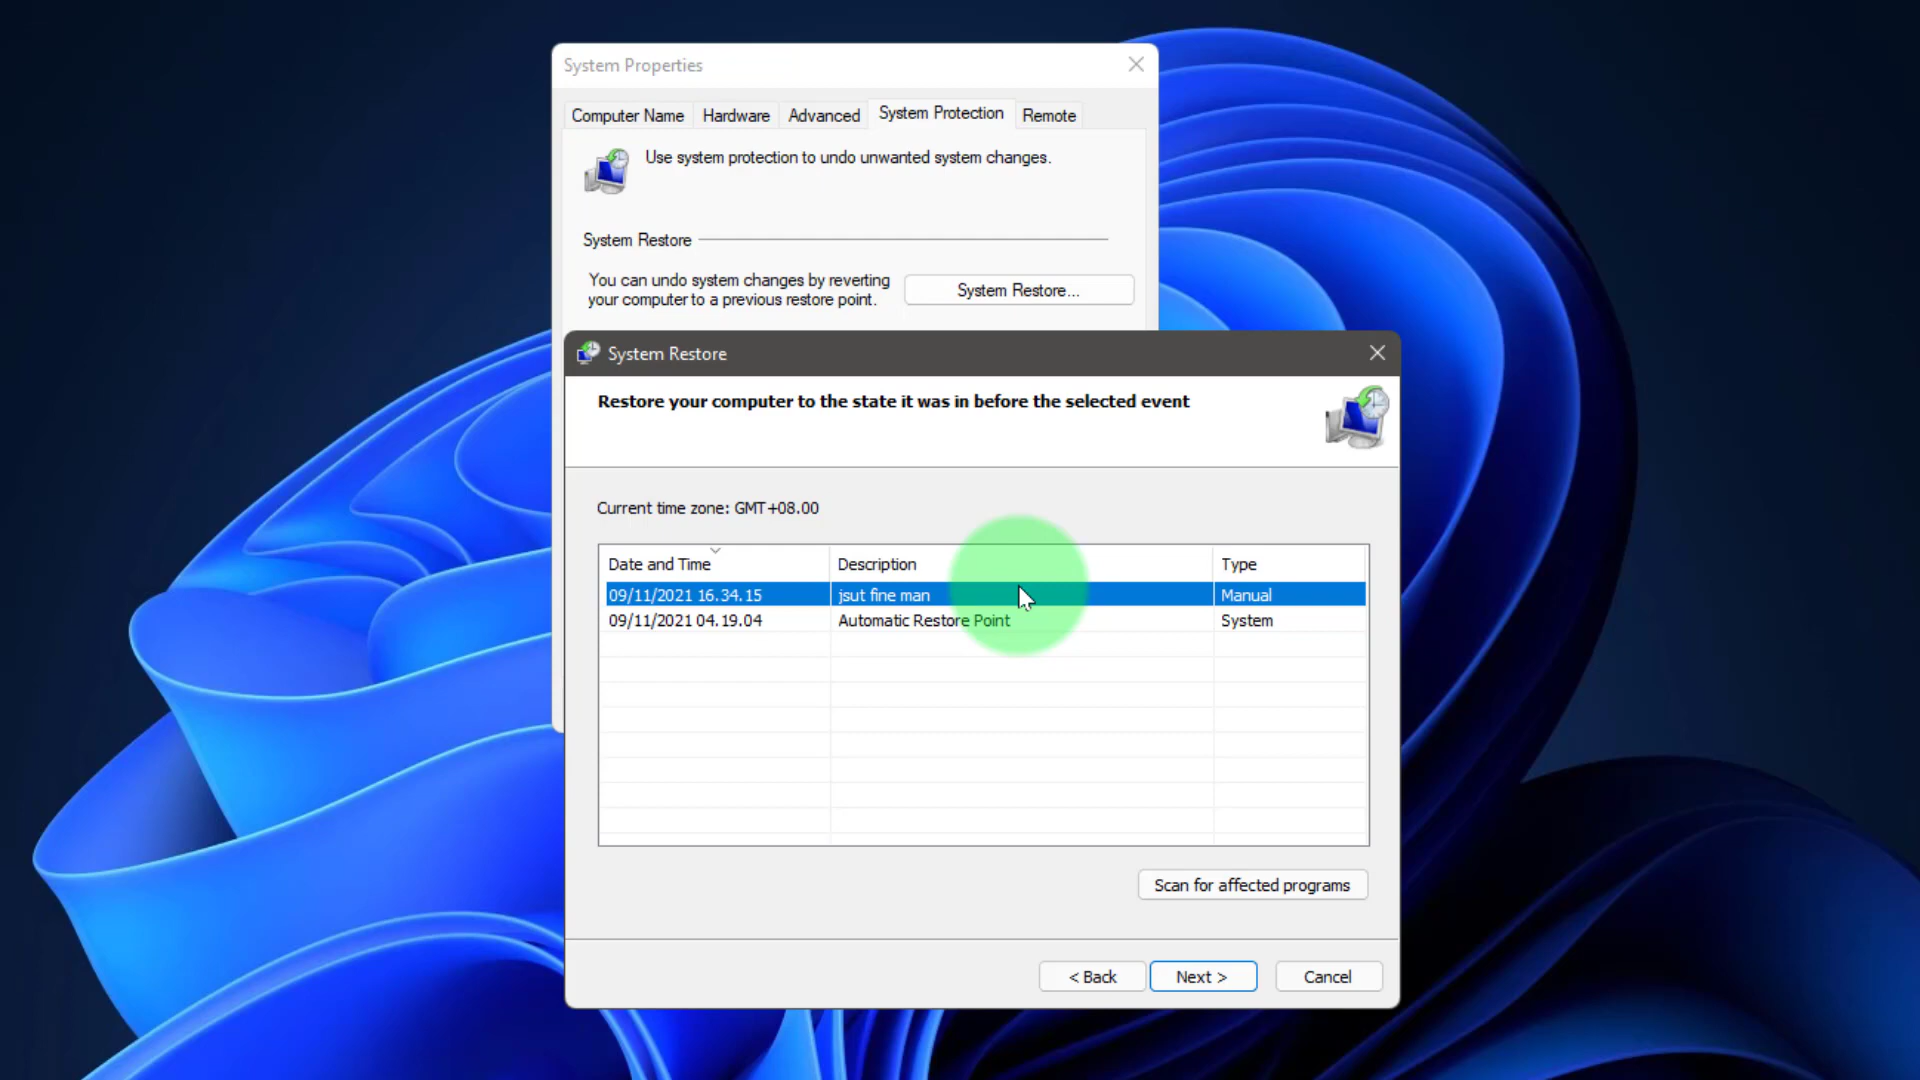 System Properties
Computer Name Hardware Advanced System Protection Remote
Use system protection to undo unwanted system changes.
System Restore
You can undo system changes by reverting
your computer to a previous restore point.
System Restore...
System Restore
Restore your computer to the state it was in before the selected event
Current time zone: GMT+08.00
Date and Time Description Type
09/11/2021 16.34.15 jsut fine man Manual
09/11/2021 04.19.04 Automatic Restore Point System
Scan for affected programs
< Back Next > Cancel